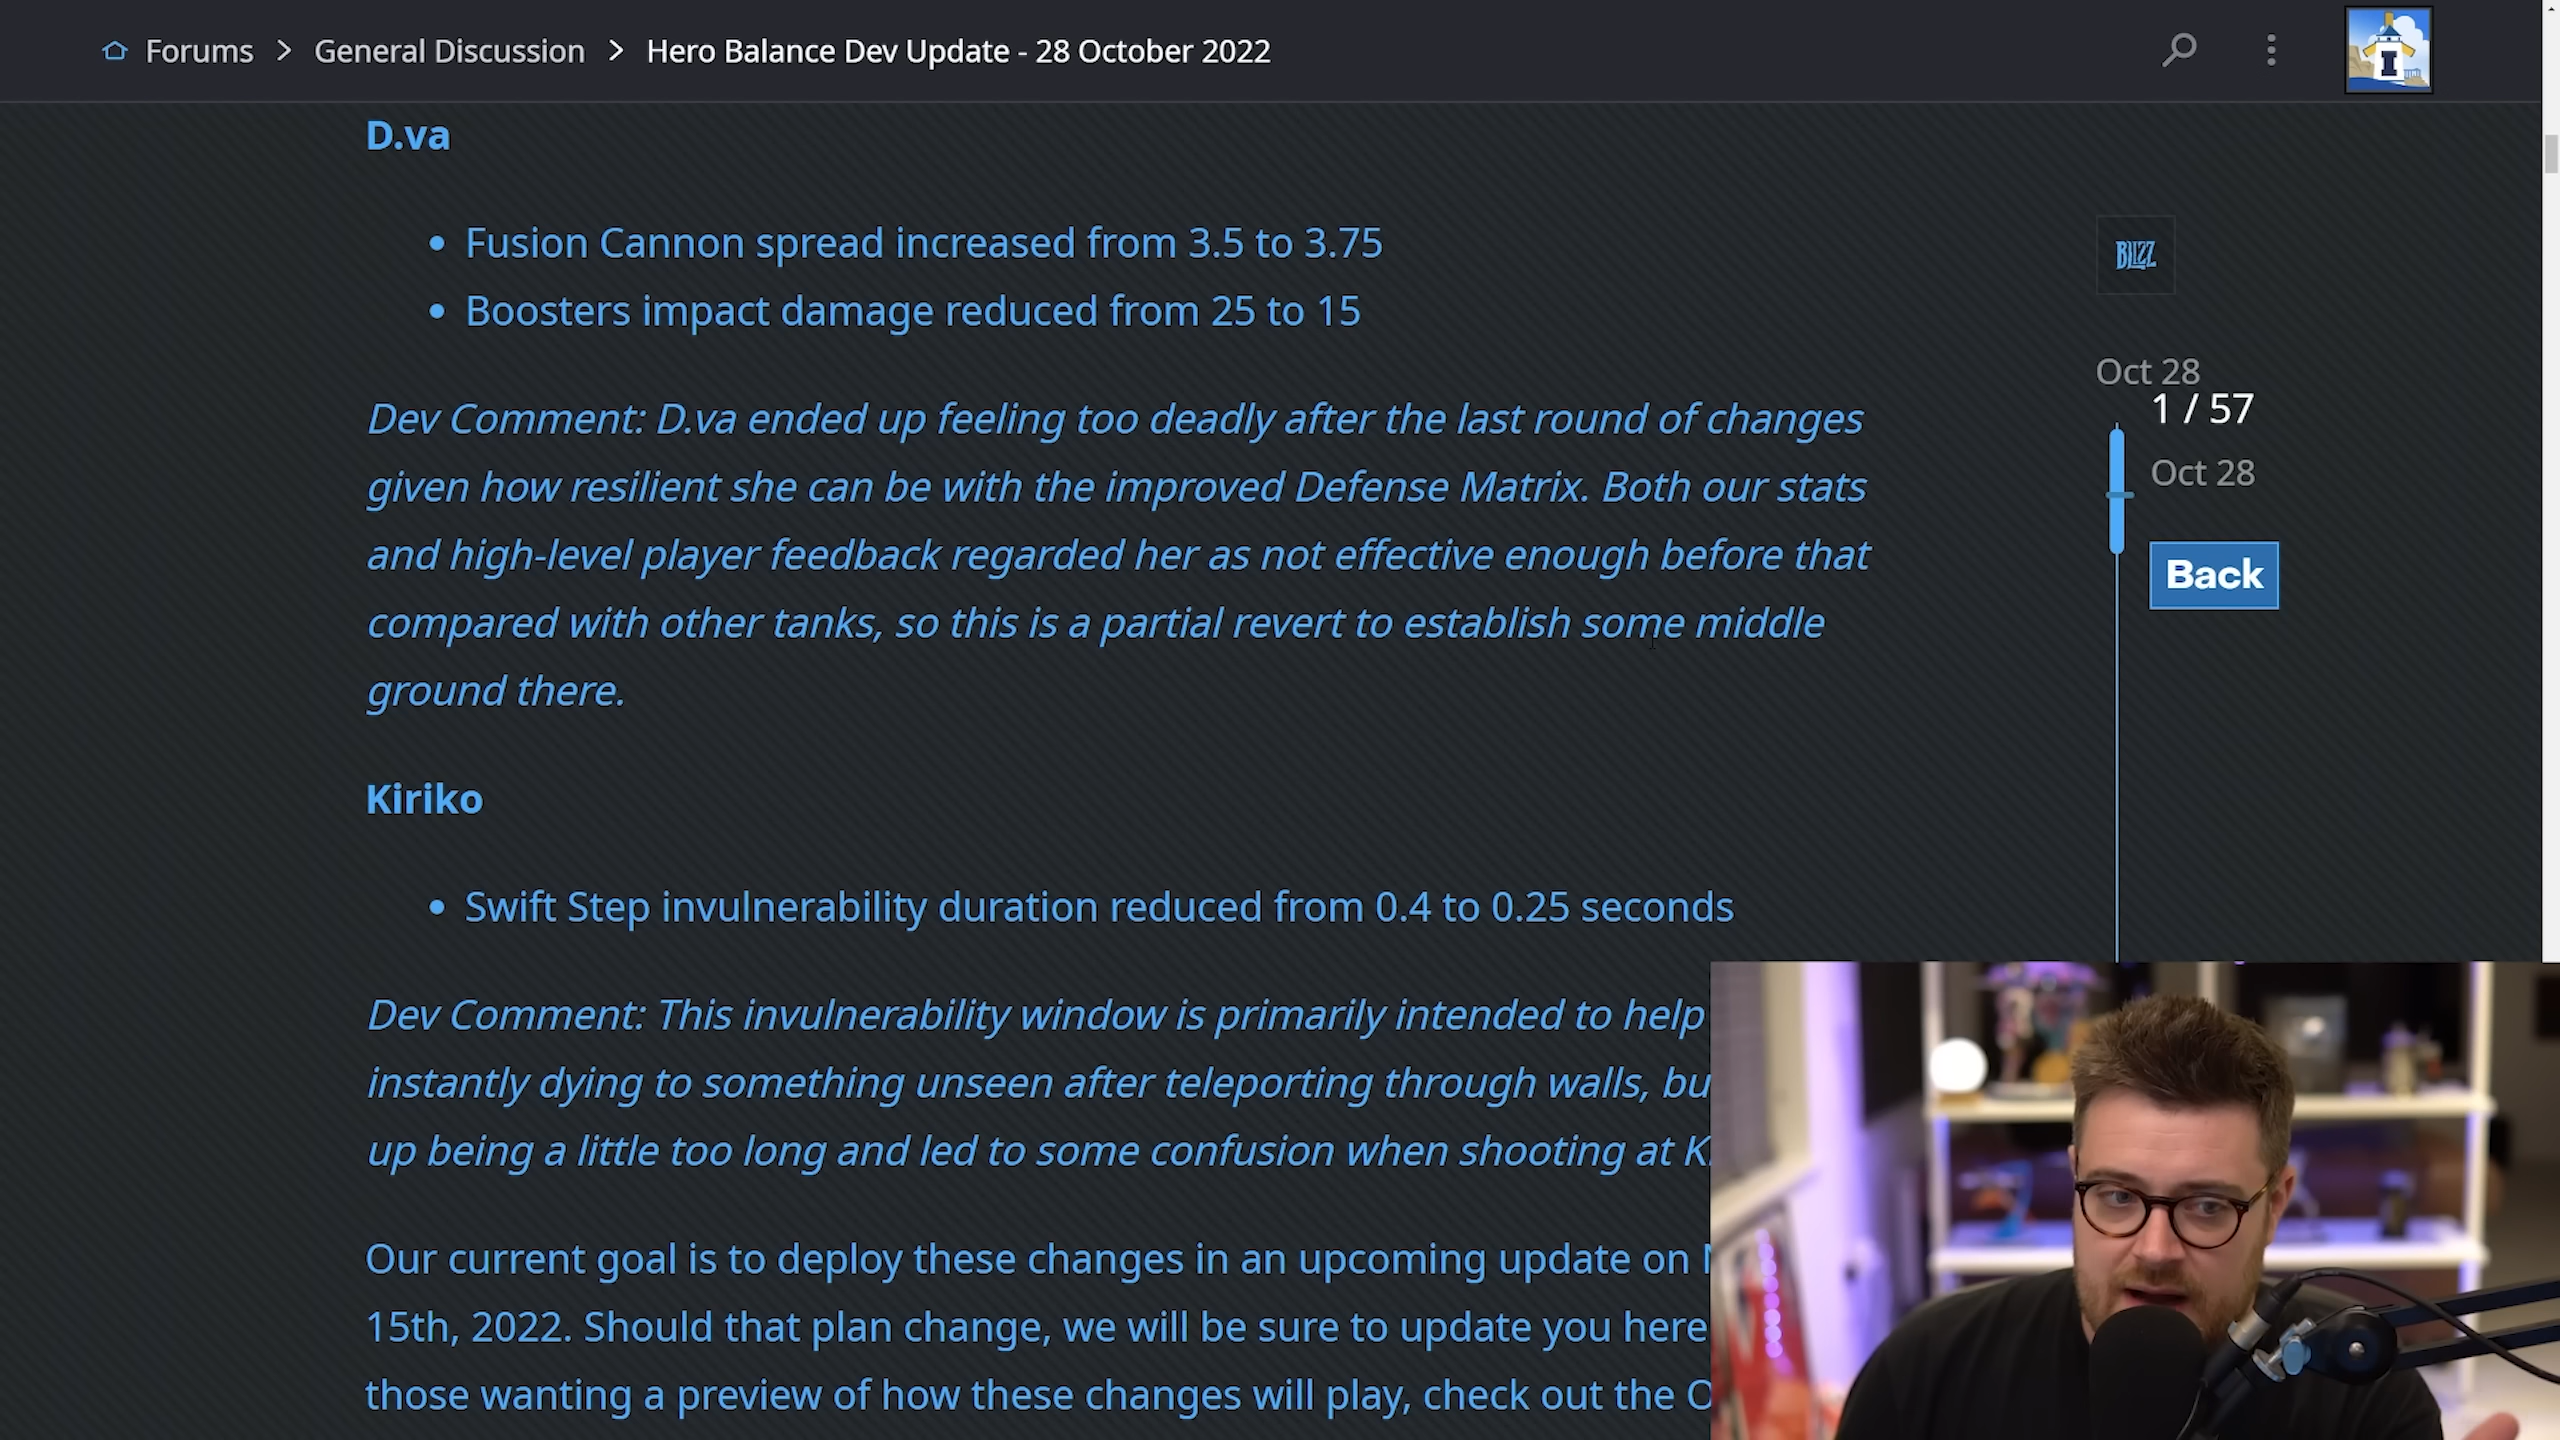 Forums > General Discussion > Hero Balance Dev Update - 28 October 2022
D.va
• Fusion Cannon spread increased from 3.5 to 3.75
• Boosters impact damage reduced from 25 to 15
Dev Comment: D.va ended up feeling too deadly after the last round of changes
given how resilient she can be with the improved Defense Matrix. Both our stats
and high-level player feedback regarded her as not effective enough before that
compared with other tanks, so this is a partial revert to establish some middle
ground there.
Kiriko
• Swift Step invulnerability duration reduced from 0.4 to 0.25 seconds
Dev Comment: This invulnerability window is primarily intended to help
instantly dying to something unseen after teleporting through walls, bu
up being a little too long and led to some confusion when shooting at K
Our current goal is to deploy these changes in an upcoming update on
15th, 2022. Should that plan change, we will be sure to update you here
those wanting a preview of how these changes will play, check out the O
I
BLIZZ
Oct 28
1 / 57
Oct 28
Back